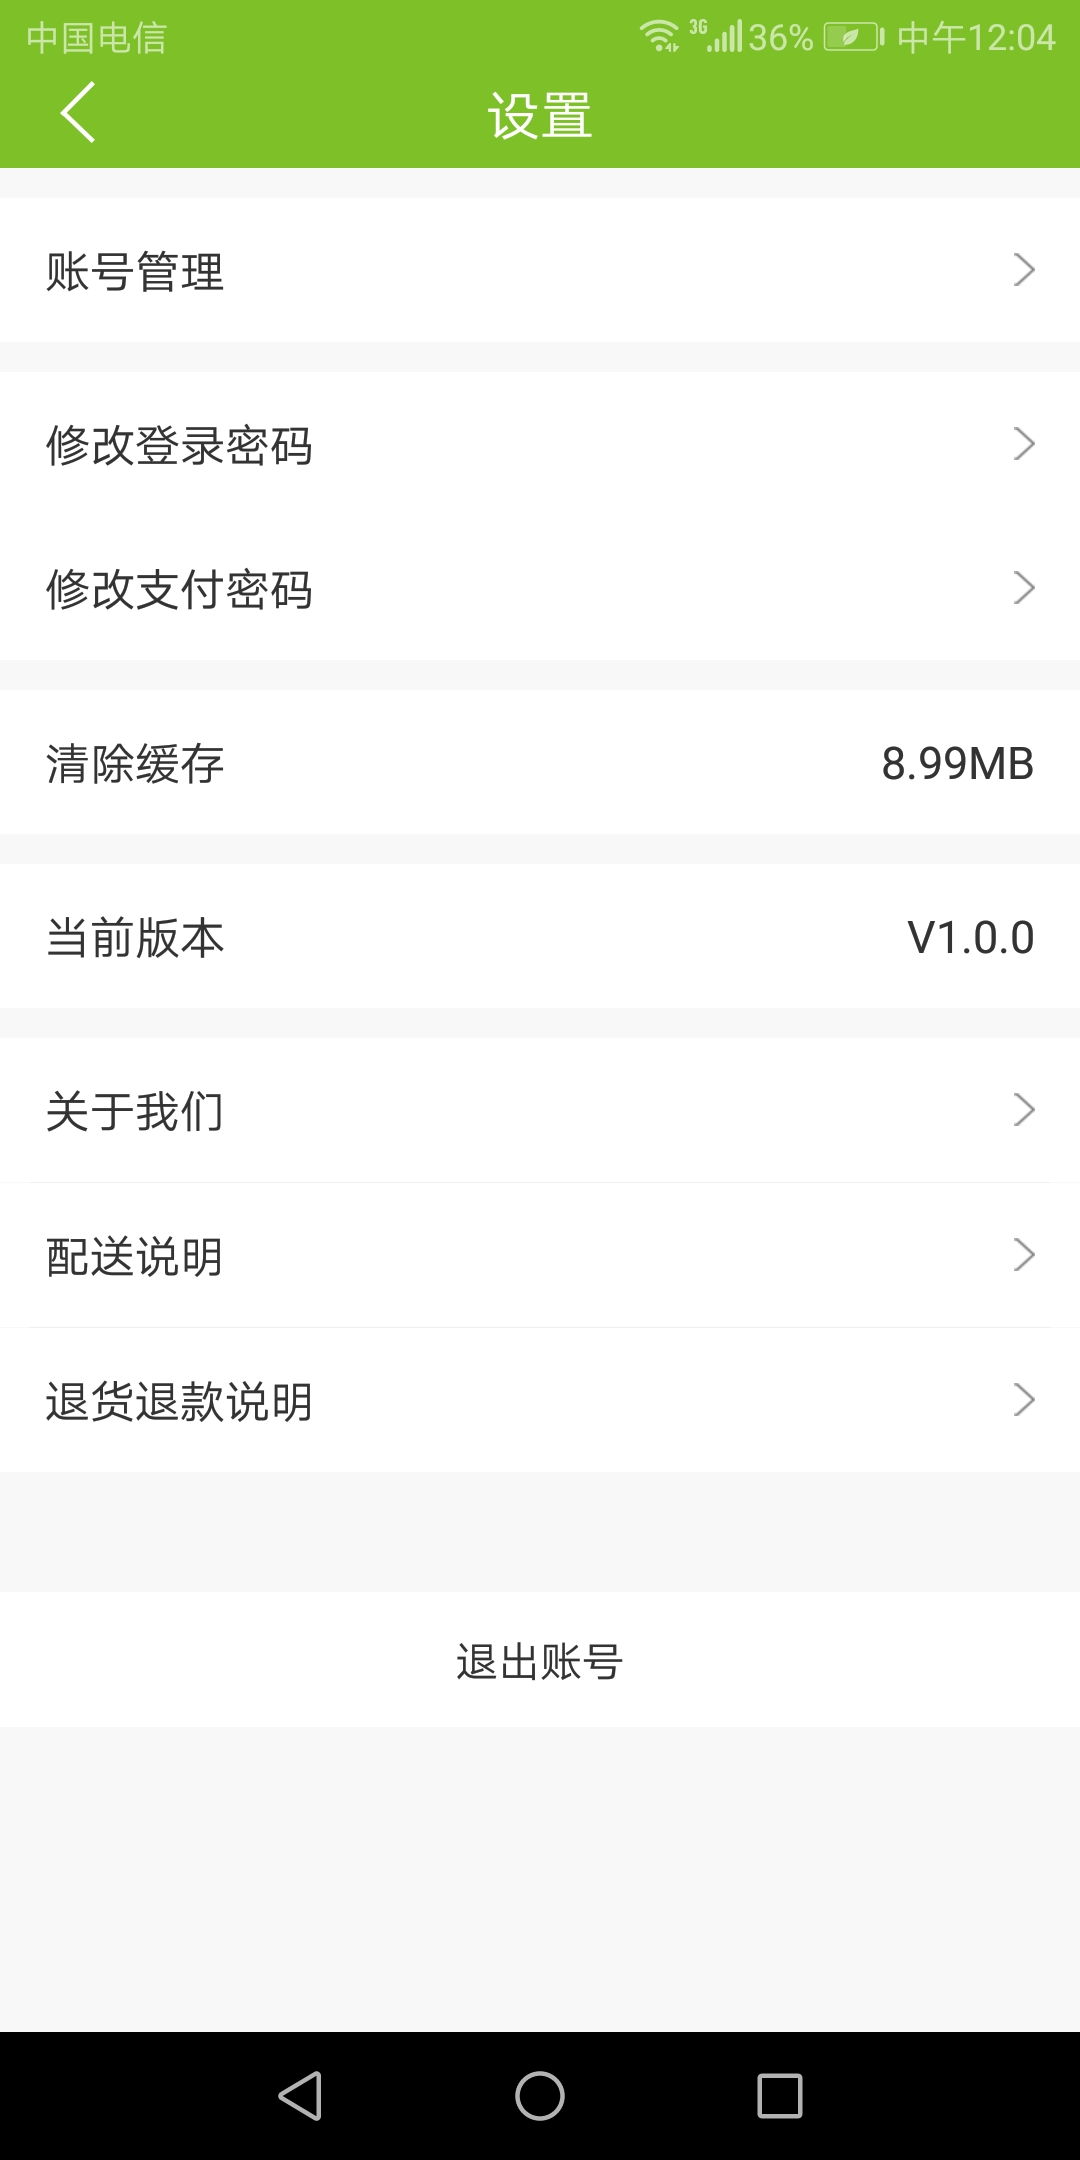 中国电信 3G 36% 中午12:04
设置
账号管理
修改登录密码
修改支付密码
清除缓存 8.99MB
当前版本 V1.0.0
关于我们
配送说明
退货退款说明
退出账号